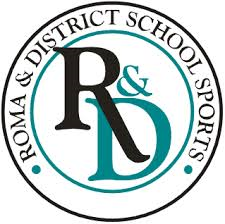 • ROMA & DISTRICT SCHOOL SPORTS •
R&D